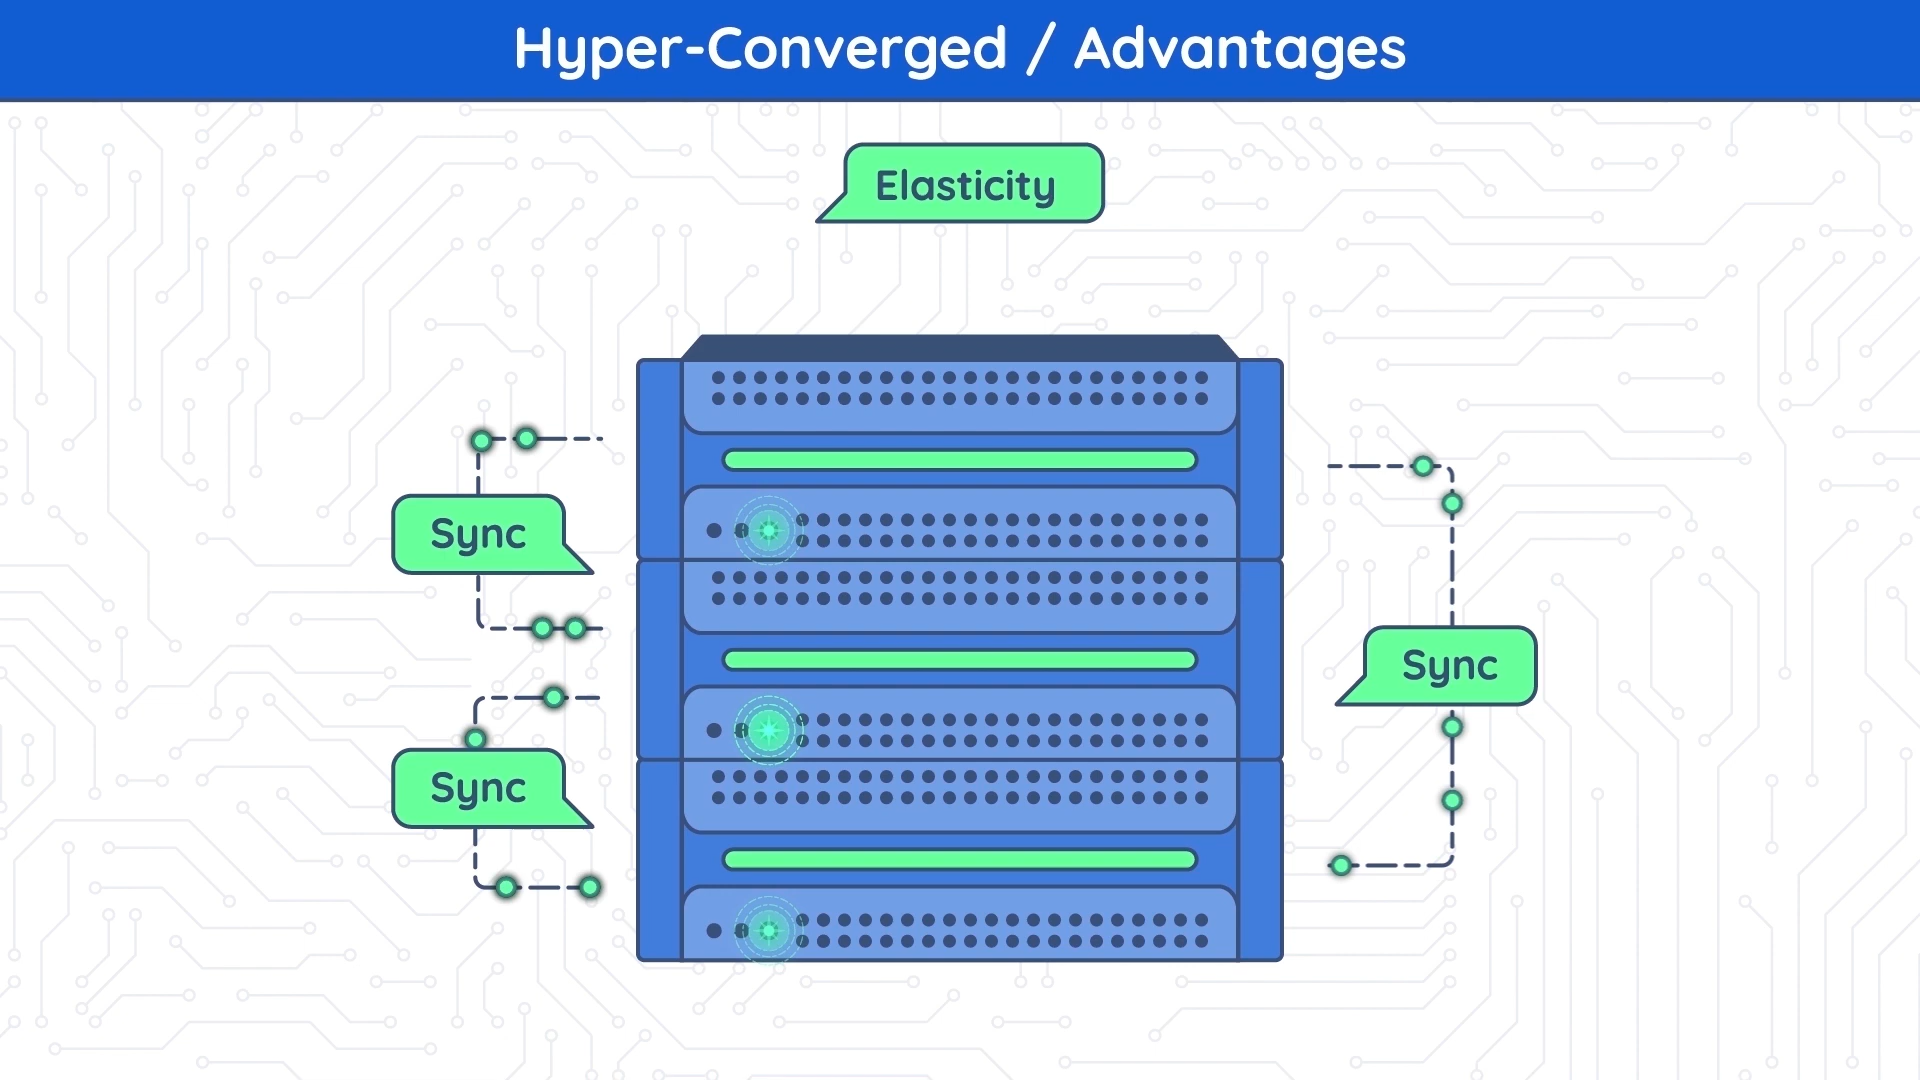 Hyper-Converged / Advantages
Elasticity
Sync
Sync
Sync